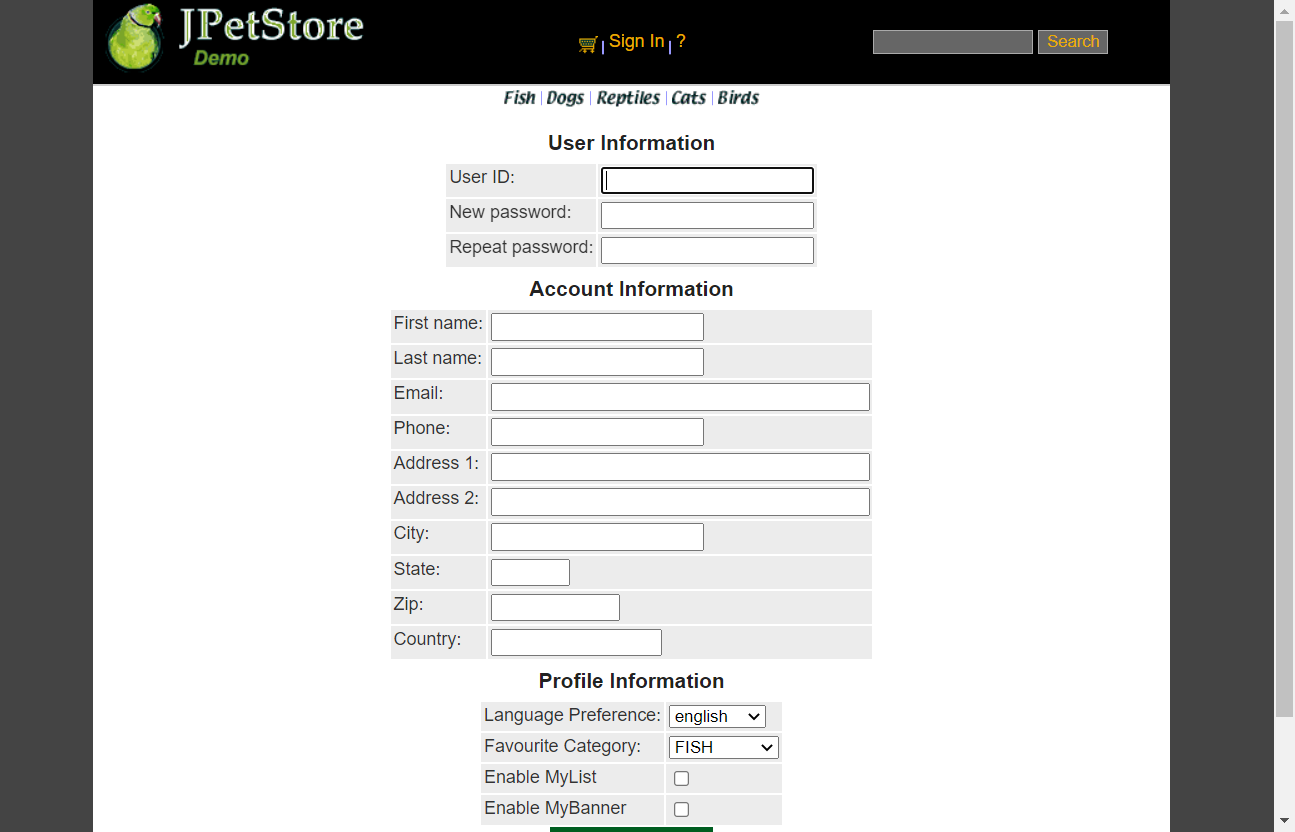 JPetStore
Demo
Sign In ?
Search
Fish Dogs Reptiles Cats Birds
User Information
User ID:
New password:
Repeat password:
Account Information
First name:
Last name:
Email:
Phone:
Address 1:
Address 2:
City:
State:
Zip:
Country:
Profile Information
Language Preference: english
Favourite Category: FISH
Enable MyList
Enable MyBanner